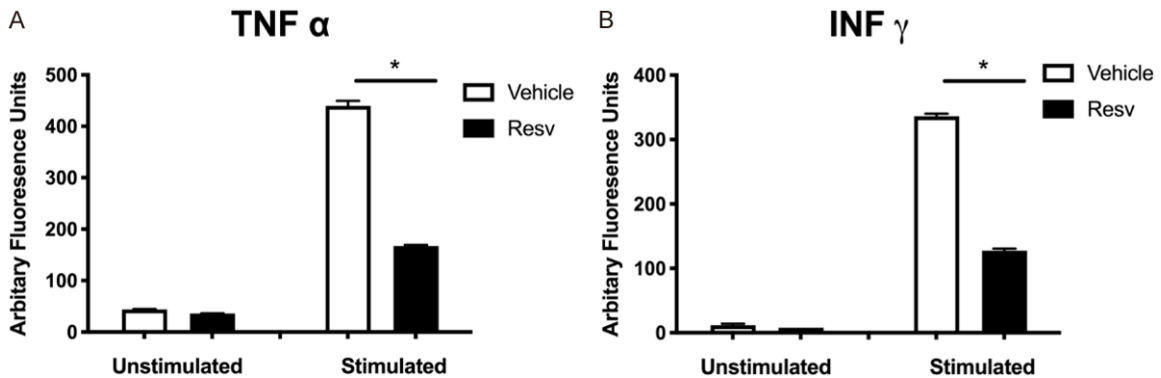 A
TNF α
Arbitary Fluoresence Units
500
400
300
200
100
0
*
Vehicle
Resv
Unstimulated
Stimulated
B
INF γ
Arbitary Fluoresence Units
400
300
200
100
0
*
Vehicle
Resv
Unstimulated
Stimulated